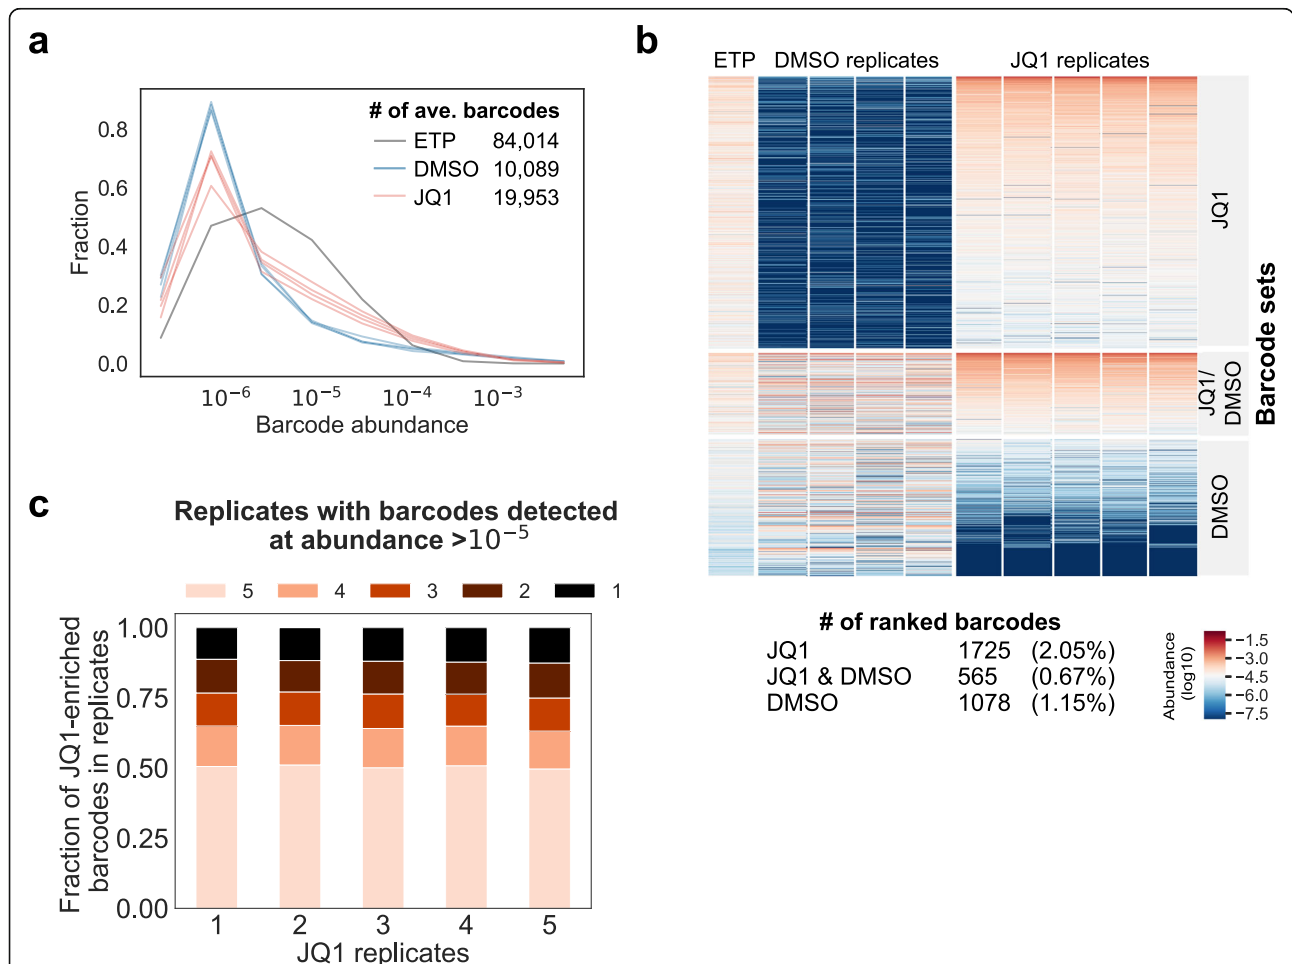 a
# of ave. barcodes
ETP 84,014
DMSO 10,089
JQ1 19,953
Fraction
0.8
0.6
0.4
0.2
0.0
10⁻⁶ 10⁻⁵ 10⁻⁴ 10⁻³
Barcode abundance
b
ETP DMSO replicates JQ1 replicates
JQ1
JQ1/
DMSO
DMSO
Barcode sets
# of ranked barcodes
JQ1 1725 (2.05%)
JQ1 & DMSO 565 (0.67%)
DMSO 1078 (1.15%)
Abundance
(log10)
−1.5
−3.0
−4.5
−6.0
−7.5
c
Replicates with barcodes detected
at abundance >10⁻⁵
5 4 3 2 1
Fraction of JQ1-enriched
barcodes in replicates
1.00
0.75
0.50
0.25
0.00
1 2 3 4 5
JQ1 replicates